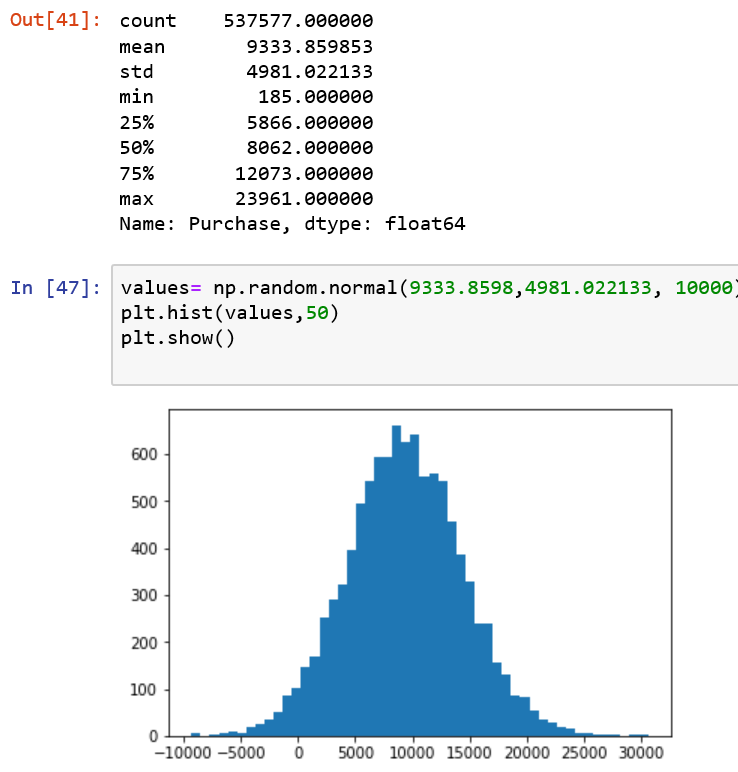 Out[41]: count    537577.000000
mean       9333.859853
std        4981.022133
min         185.000000
25%        5866.000000
50%        8062.000000
75%       12073.000000
max       23961.000000
Name: Purchase, dtype: float64
In [47]: values= np.random.normal(9333.8598,4981.022133, 10000)
plt.hist(values,50)
plt.show()
600
500
400
300
200
100
0
−10000 −5000 0 5000 10000 15000 20000 25000 30000